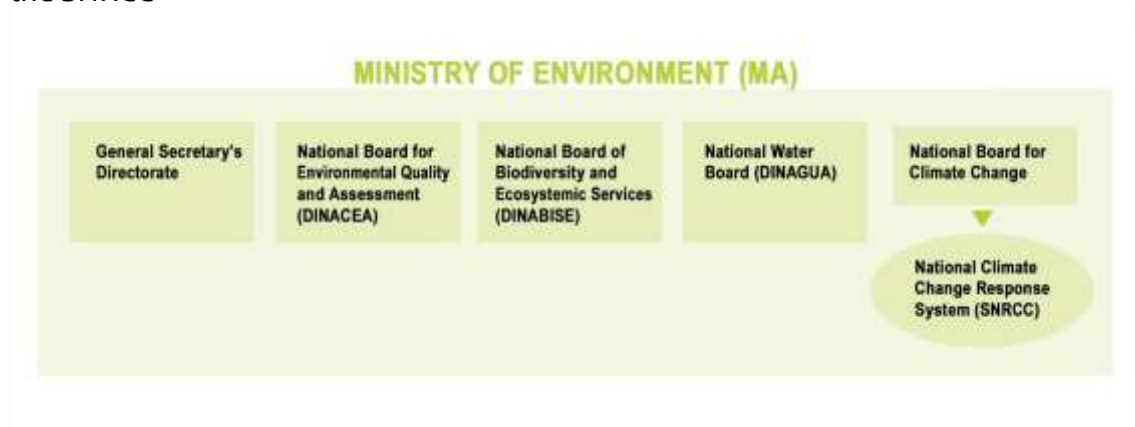 MINISTRY OF ENVIRONMENT (MA)
General Secretary's
Directorate
National Board for
Environmental Quality
and Assessment
(DINACEA)
National Board of
Biodiversity and
Ecosystemic Services
(DINABISE)
National Water
Board (DINAGUA)
National Board for
Climate Change
National Climate
Change Response
System (SNRCC)